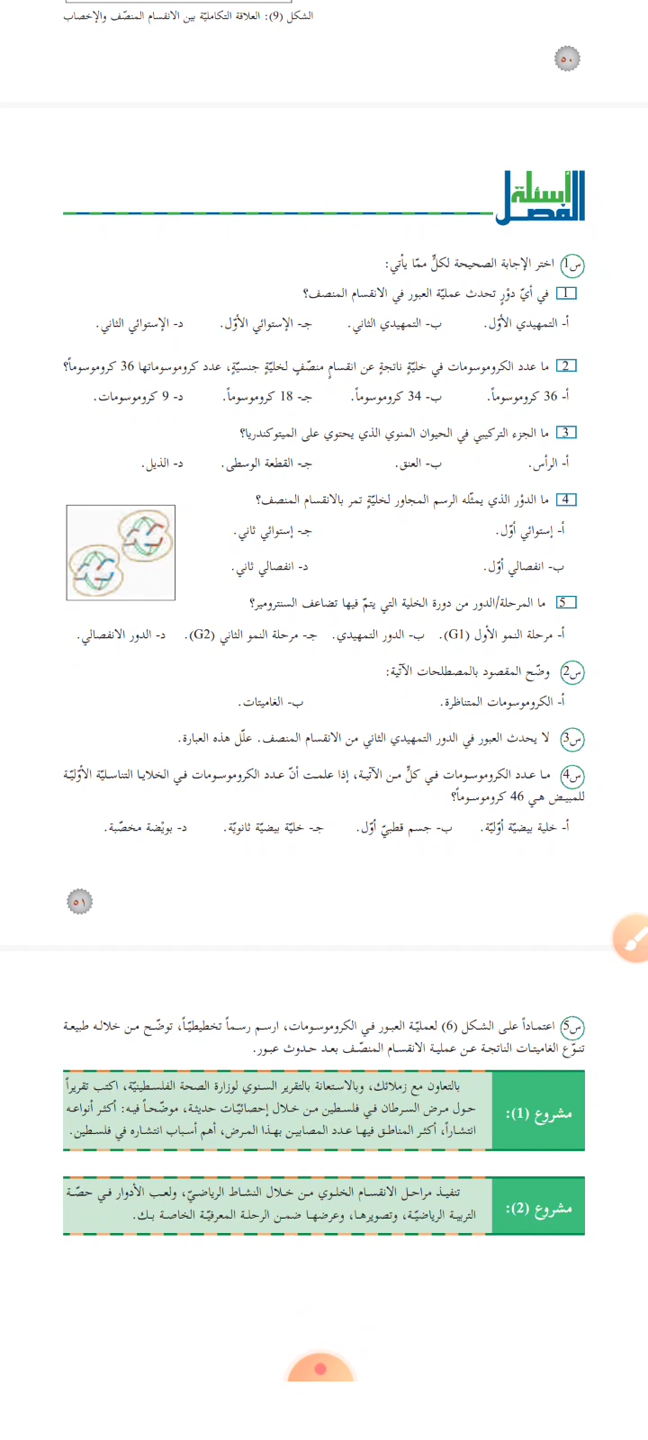 الشكل (9): العلاقة التكامليّة بين الانقسام المنصّف والإخصاب
٥٠
أسئلة
الفصل
س1 اختر الإجابة الصحيحة لكلٍّ ممّا يأتي:
1 في أيّ دوْرٍ تحدث عمليّة العبور في الانقسام المنصف؟
أ- التمهيدي الأوّل. ب- التمهيدي الثاني. جـ- الإستوائي الأوّل. د- الإستوائي الثاني.
2 ما عدد الكروموسومات في خليّةٍ ناتجةٍ عن انقسامٍ منصّفٍ لخليّةٍ جنسيّةٍ، عدد كروموسوماتها 36 كروموسوماً؟
أ- 36 كروموسوماً. ب- 34 كروموسوماً. جـ- 18 كروموسوماً. د- 9 كروموسومات.
3 ما الجزء التركيبي في الحيوان المنوي الذي يحتوي على الميتوكندريا؟
أ- الرأس. ب- العنق. جـ- القطعة الوسطى. د- الذيل.
4 ما الدوْر الذي يمثّله الرسم المجاور لخليّةٍ تمر بالانقسام المنصف؟
أ- إستوائي أوّل. جـ- إستوائي ثاني.
ب- انفصالي أوّل. د- انفصالي ثاني.
5 ما المرحلة/الدور من دورة الخلية التي يتمّ فيها تضاعف السنترومير؟
أ- مرحلة النمو الأول (G1). ب- الدور التمهيدي. جـ- مرحلة النمو الثاني (G2). د- الدور الانفصالي.
س2 وضّح المقصود بالمصطلحات الآتية:
أ- الكروموسومات المتناظرة. ب- الغاميتات.
س3 لا يحدث العبور في الدور التمهيدي الثاني من الانقسام المنصف. علّل هذه العبارة.
س4 ما عدد الكروموسومات في كلٍّ من الآتية، إذا علمت أنّ عدد الكروموسومات في الخلايا التناسليّة الأوّليّة
للمبيض هي 46 كروموسوماً؟
أ- خلية بيضيّة أوّليّة. ب- جسم قطبيّ أوّل. جـ- خليّة بيضيّة ثانويّة. د- بويْضة مخصّبة.
٥١
س5 اعتماداً على الشكل (6) لعمليّة العبور في الكروموسومات، ارسم رسماً تخطيطيّاً، توضّح من خلاله طبيعة
تنوّع الغاميتات الناتجة عن عملية الانقسام المنصّف بعد حدوث عبور.
مشروع (1):
بالتعاون مع زملائك، وبالاستعانة بالتقرير السنوي لوزارة الصحة الفلسطينيّة، اكتب تقريراً
حول مرض السرطان في فلسطين من خلال إحصائيّات حديثة، موضّحاً فيه: أكثر أنواعه
انتشاراً، أكثر المناطق فيها عدد المصابين بهذا المرض، أهم أسباب انتشاره في فلسطين.
مشروع (2):
تنفيذ مراحل الانقسام الخلوي من خلال النشاط الرياضيّ، ولعب الأدوار في حصّة
التربية الرياضيّة، وتصويرها، وعرضها ضمن الرحلة المعرفيّة الخاصة بك.